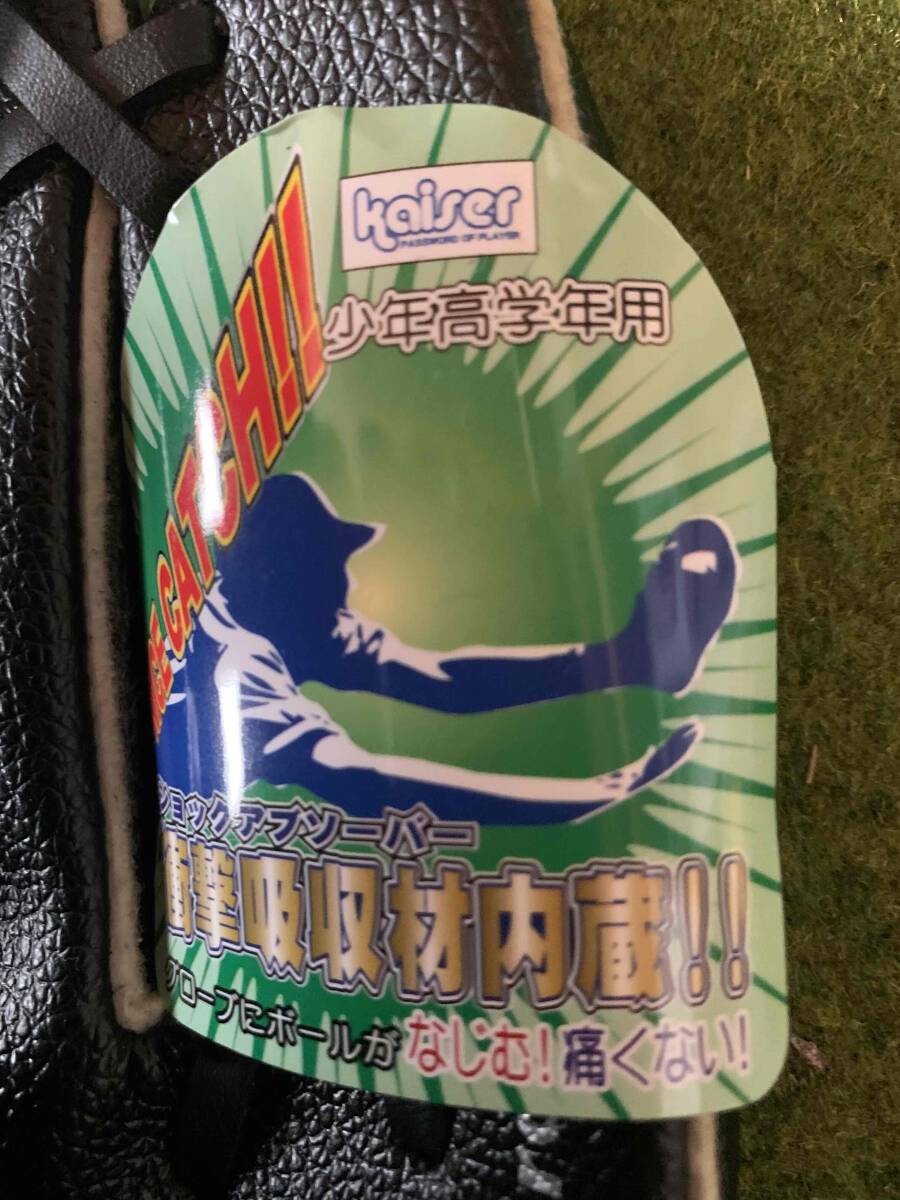 kaiser
PASSWORD OF PLAYER
少年高学年用
CATCH!!
ショックアブソーバー
衝撃吸収材内蔵!!
グローブにボールがなじむ!痛くない!